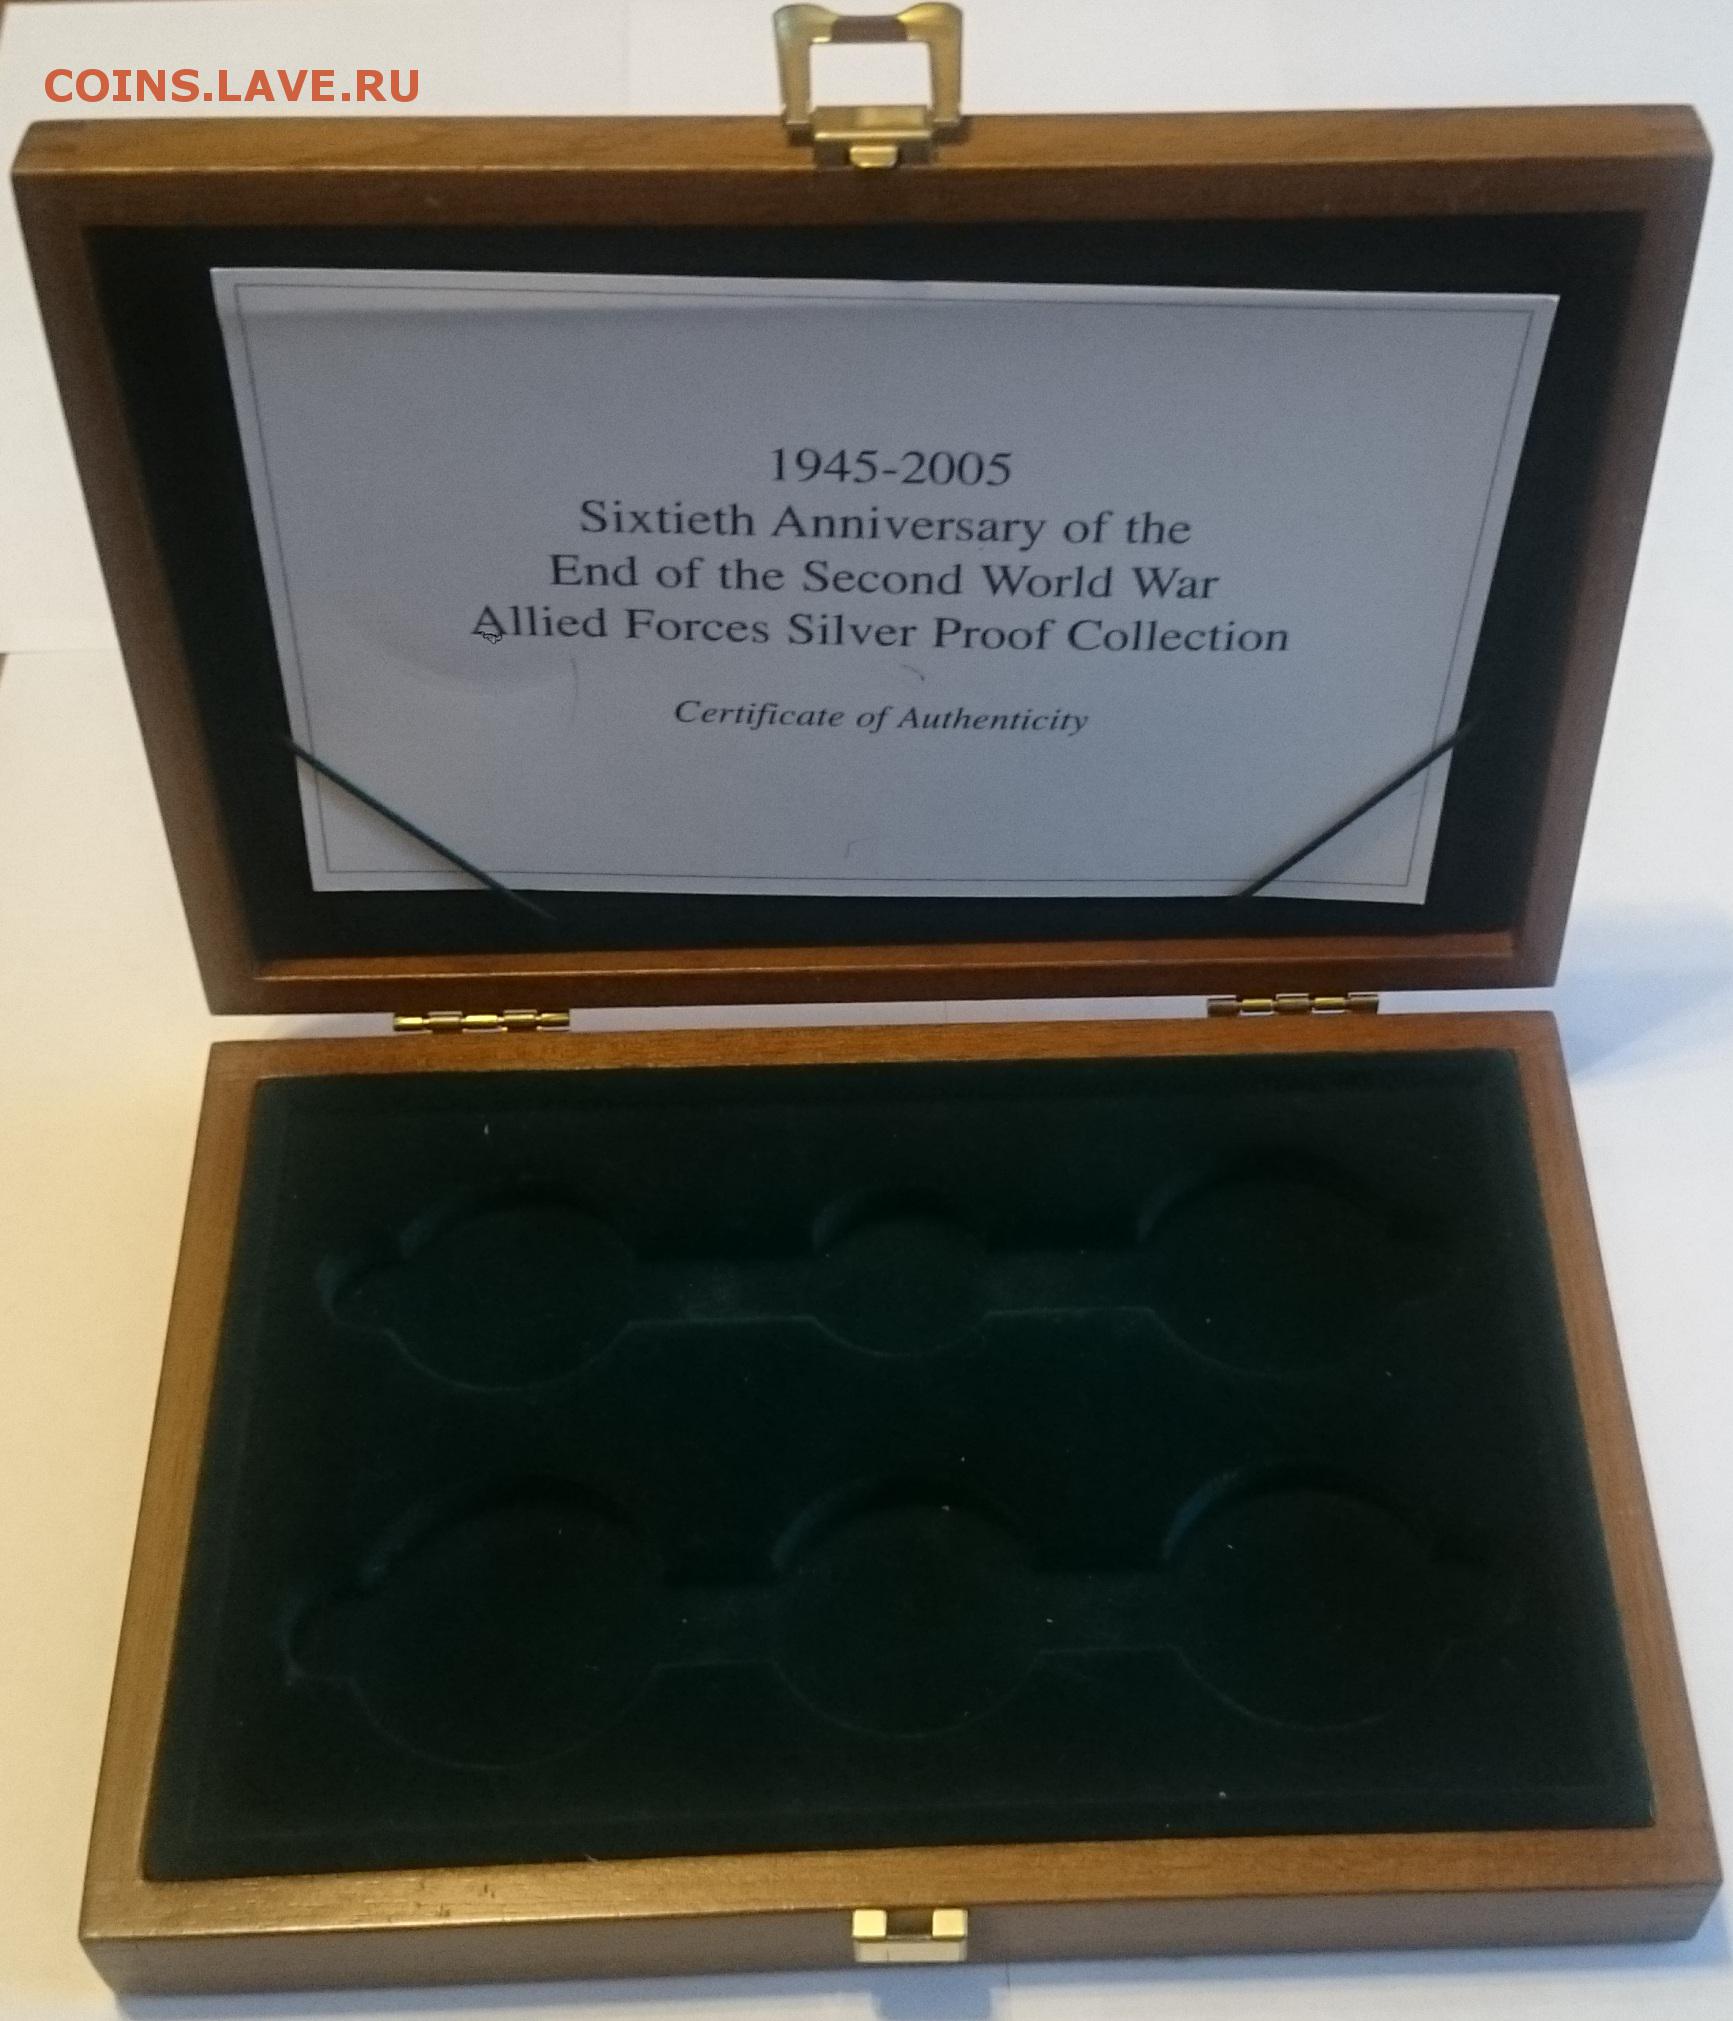 COINS.LAVE.RU
1945-2005
Sixtieth Anniversary of the
End of the Second World War
Allied Forces Silver Proof Collection
Certificate of Authenticity